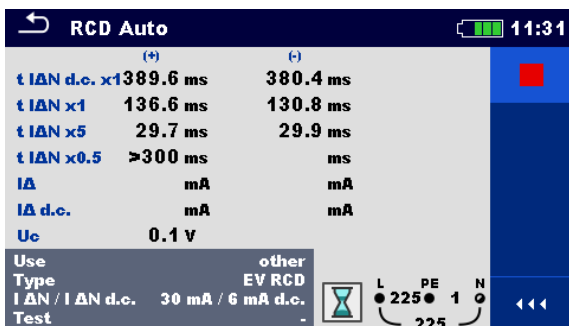 RCD Auto 11:31
(+) (-)
t IΔN d.c. x1 389.6 ms 380.4 ms
t IΔN x1 136.6 ms 130.8 ms
t IΔN x5 29.7 ms 29.9 ms
t IΔN x0.5 >300 ms ms
IΔ mA mA
IΔ d.c. mA mA
Uc 0.1 V
Use other
Type EV RCD
I ΔN / I ΔN d.c. 30 mA / 6 mA d.c.
Test -
L PE N
225 1
225